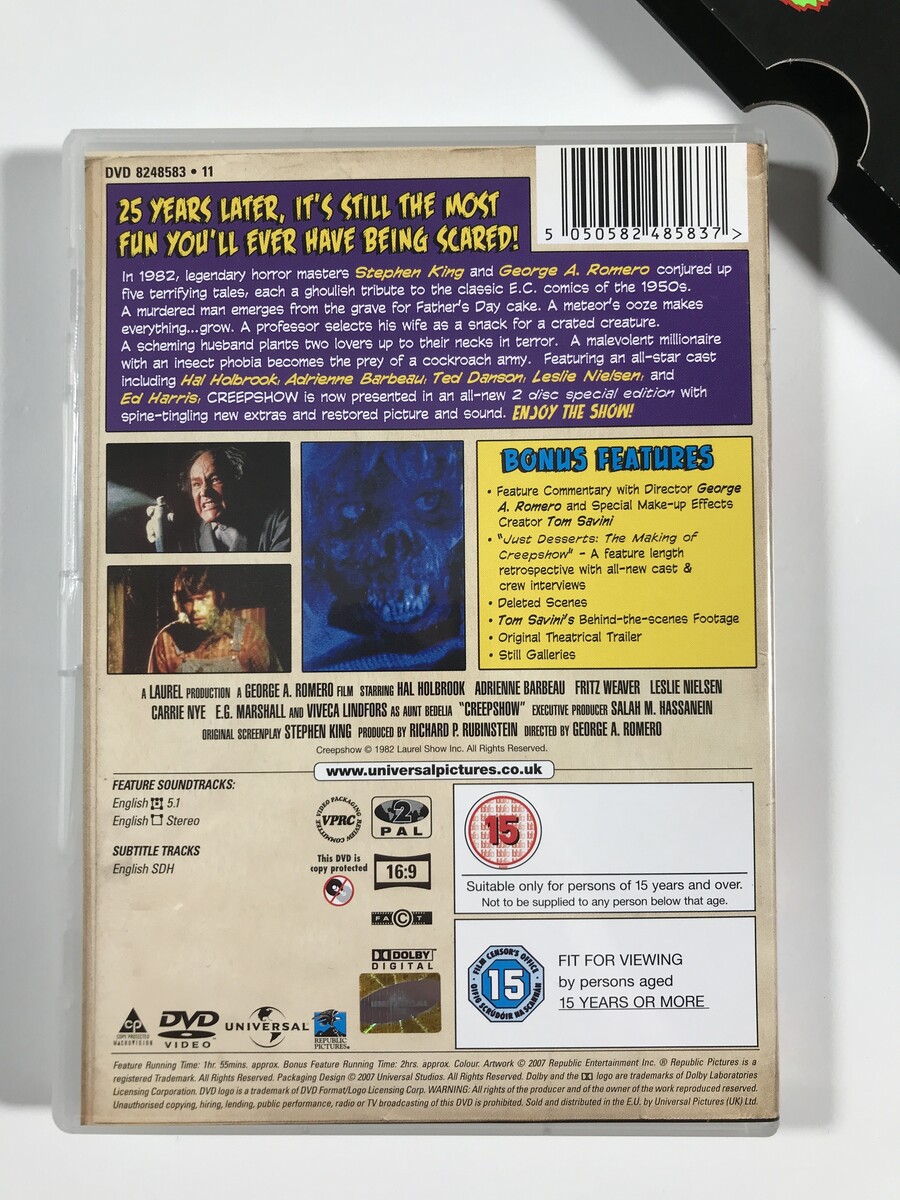 DVD 8248583 • 11
5 050582 485837 >
25 YEARS LATER, IT'S STILL THE MOST
FUN YOU'LL EVER HAVE BEING SCARED!
In 1982, legendary horror masters Stephen King and George A. Romero conjured up
five terrifying tales, each a ghoulish tribute to the classic E.C. comics of the 1950s.
A murdered man emerges from the grave for Father's Day cake. A meteor's ooze makes
everything...grow. A professor selects his wife as a snack for a crated creature.
A scheming husband plants two lovers up to their necks in terror. A malevolent millionaire
with an insect phobia becomes the prey of a cockroach army. Featuring an all-star cast
including Hal Holbrook, Adrienne Barbeau, Ted Danson, Leslie Nielsen, and
Ed Harris, CREEPSHOW is now presented in an all-new 2 disc special edition with
spine-tingling new extras and restored picture and sound. ENJOY THE SHOW!
BONUS FEATURES
• Feature Commentary with Director George
A. Romero and Special Make-up Effects
Creator Tom Savini
• "Just Desserts: The Making of
Creepshow" - A feature length
retrospective with all-new cast &
crew interviews
• Deleted Scenes
• Tom Savini's Behind-the-scenes Footage
• Original Theatrical Trailer
• Still Galleries
A LAUREL PRODUCTION A GEORGE A. ROMERO FILM STARRING HAL HOLBROOK ADRIENNE BARBEAU FRITZ WEAVER LESLIE NIELSEN
CARRIE NYE E.G. MARSHALL AND VIVECA LINDFORS AS AUNT BEDELIA "CREEPSHOW" EXECUTIVE PRODUCER SALAH M. HASSANEIN
ORIGINAL SCREENPLAY STEPHEN KING PRODUCED BY RICHARD P. RUBINSTEIN DIRECTED BY GEORGE A. ROMERO
Creepshow © 1982 Laurel Show Inc. All Rights Reserved.
www.universalpictures.co.uk
FEATURE SOUNDTRACKS:
English 5.1
English Stereo
SUBTITLE TRACKS
English SDH
VIDEO PACKAGING REVIEW COMMITTEE
VPRC
2
PAL
This DVD is
copy protected
16:9
FACT
DOLBY
DIGITAL
15
Suitable only for persons of 15 years and over.
Not to be supplied to any person below that age.
FILM CENSOR'S OFFICE
15
OIFIG SCRÚDÓIR NA SCANNÁN
FIT FOR VIEWING
by persons aged
15 YEARS OR MORE
CP
COPY PROTECTED
MACROVISION
DVD
VIDEO
UNIVERSAL
REPUBLIC
PICTURES
Feature Running Time: 1hr. 55mins. approx. Bonus Feature Running Time: 2hrs. approx. Colour. Artwork © 2007 Republic Entertainment Inc. ® Republic Pictures is a
registered Trademark. All Rights Reserved. Packaging Design © 2007 Universal Studios. All Rights Reserved. Dolby and the DD logo are trademarks of Dolby Laboratories
Licensing Corporation. DVD logo is a trademark of DVD Format/Logo Licensing Corp. WARNING: All rights of the producer and of the owner of the work reproduced reserved.
Unauthorised copying, hiring, lending, public performance, radio or TV broadcasting of this DVD is prohibited. Sold and distributed in the E.U. by Universal Pictures (UK) Ltd.